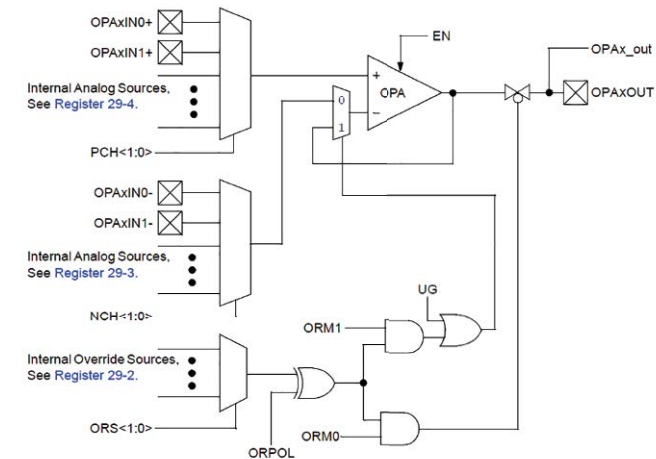 OPAxIN0+
OPAxIN1+
Internal Analog Sources,
See Register 29-4.
PCH<1:0>
EN
+
OPA
−
0
1
OPAx_out
OPAxOUT
OPAxIN0-
OPAxIN1-
Internal Analog Sources,
See Register 29-3.
NCH<1:0>
UG
ORM1
Internal Override Sources,
See Register 29-2.
ORS<1:0>
ORPOL
ORM0